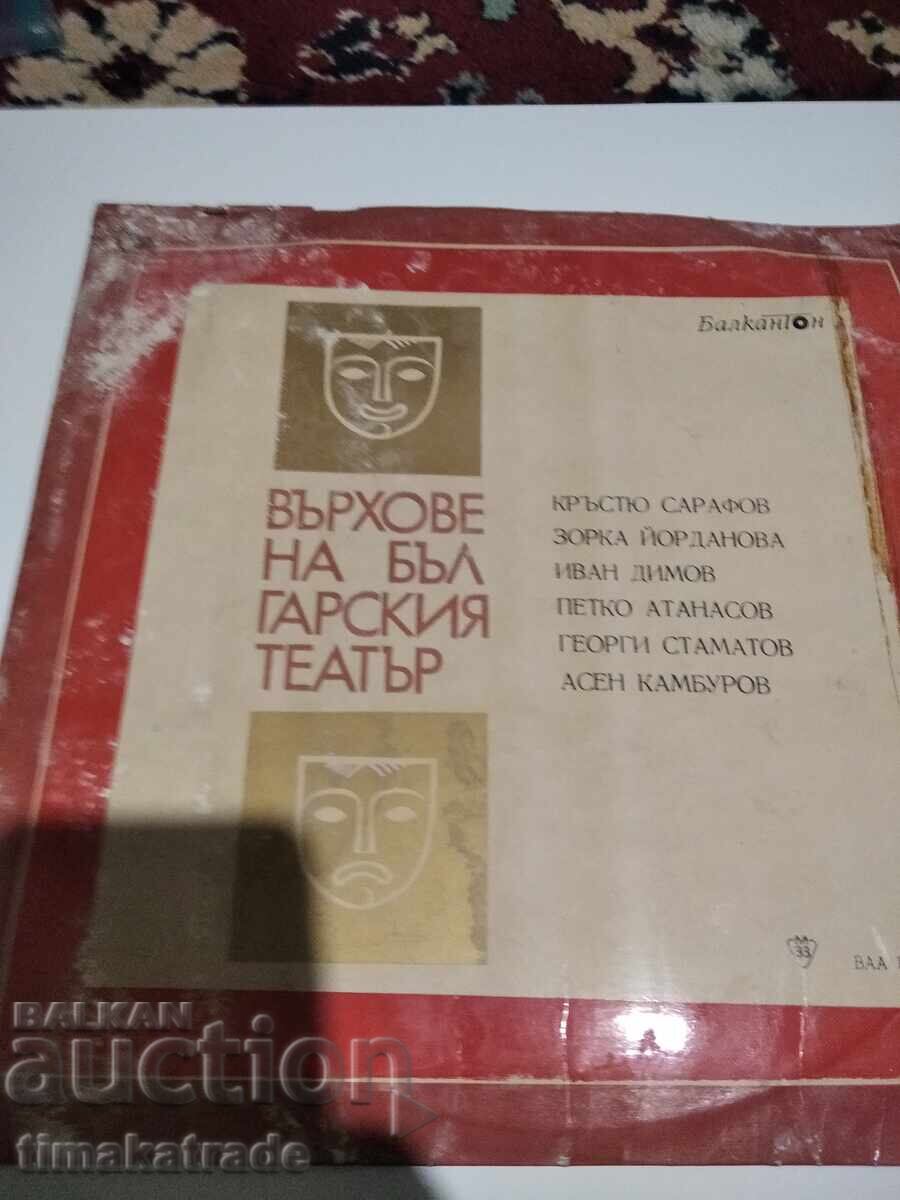 Балкантон
ВЪРХОВЕ
НА БЪЛ
ГАРСКИЯ
ТЕАТЪР
КРЪСТЮ САРАФОВ
ЗОРКА ЙОРДАНОВА
ИВАН ДИМОВ
ПЕТКО АТАНАСОВ
ГЕОРГИ СТАМАТОВ
АСЕН КАМБУРОВ
М
33
ВАА
BALKAN
auction
timakatrade